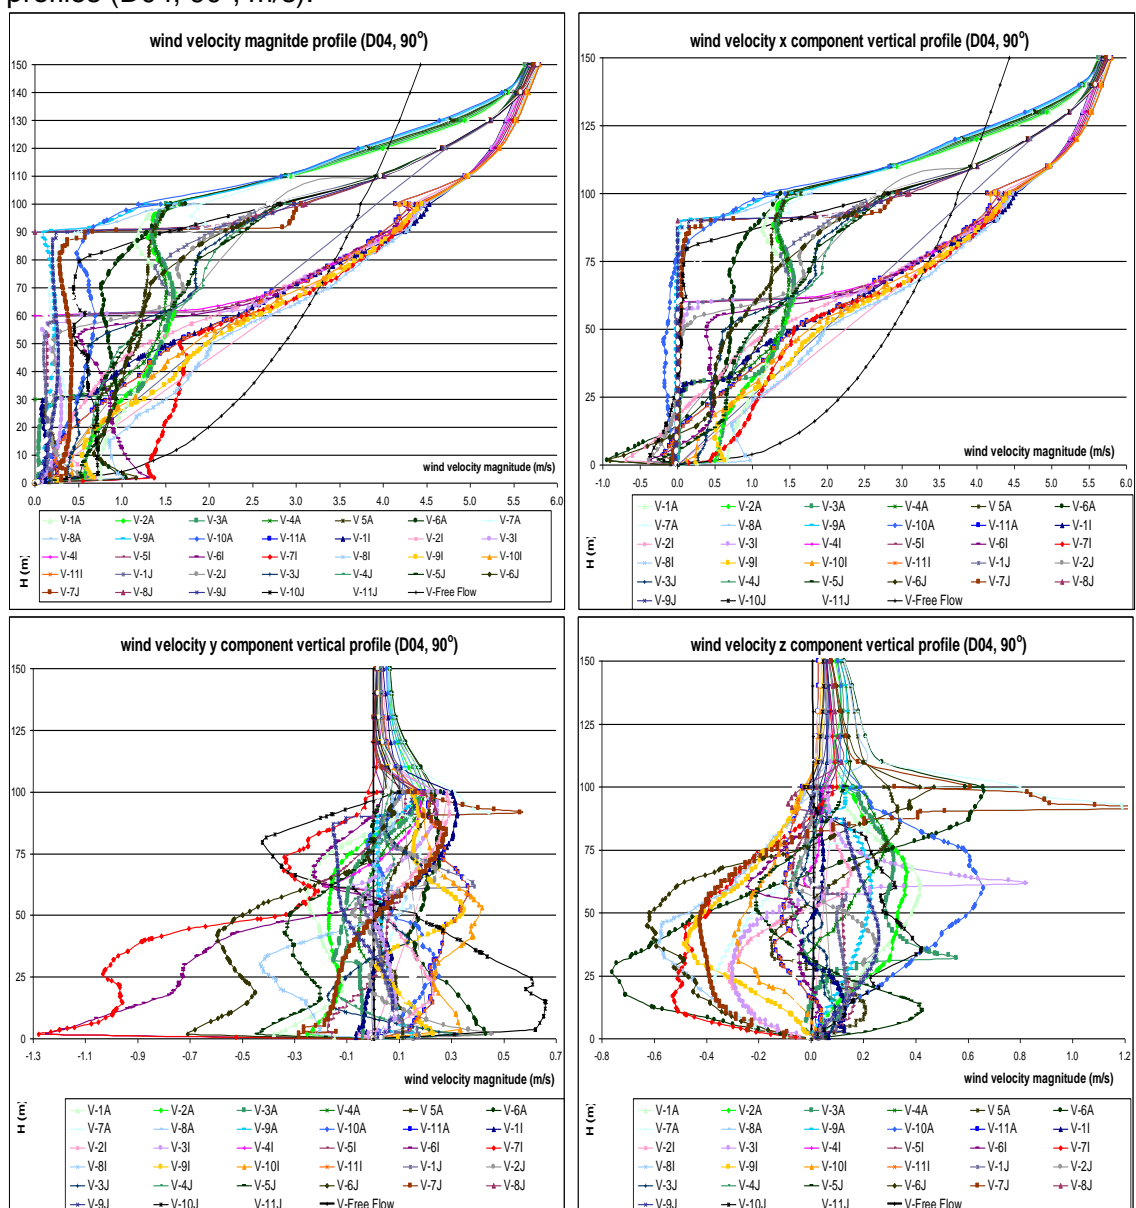 profiles (D04, 90°, m/s).
wind velocity magnitde profile (D04, 90°)
150
140
130
120
110
100
90
80
70
60
50
40
30
20
10
0
0.0 0.5 1.0 1.5 2.0 2.5 3.0 3.5 4.0 4.5 5.0 5.5 6.0
wind velocity magnitude (m/s)
H (m)
V-1A V-2A V-3A V-4A V 5A V-6A V-7A
V-8A V-9A V-10A V-11A V-1I V-2I V-3I
V-4I V-5I V-6I V-7I V-8I V-9I V-10I
V-11I V-1J V-2J V-3J V-4J V-5J V-6J
V-7J V-8J V-9J V-10J V-11J V-Free Flow
wind velocity x component vertical profile (D04, 90°)
150
125
100
75
50
25
0
-1.0 -0.5 0.0 0.5 1.0 1.5 2.0 2.5 3.0 3.5 4.0 4.5 5.0 5.5 6.0
wind velocity magnitude (m/s)
H (m)
V-1A V-2A V-3A V-4A V 5A V-6A
V-7A V-8A V-9A V-10A V-11A V-1I
V-2I V-3I V-4I V-5I V-6I V-7I
V-8I V-9I V-10I V-11I V-1J V-2J
V-3J V-4J V-5J V-6J V-7J V-8J
V-9J V-10J V-11J V-Free Flow
wind velocity y component vertical profile (D04, 90°)
150
125
100
75
50
25
0
-1.3 -1.1 -0.9 -0.7 -0.5 -0.3 -0.1 0.1 0.3 0.5 0.7
wind velocity magnitude (m/s)
H (m)
V-1A V-2A V-3A V-4A V 5A V-6A
V-7A V-8A V-9A V-10A V-11A V-1I
V-2I V-3I V-4I V-5I V-6I V-7I
V-8I V-9I V-10I V-11I V-1J V-2J
V-3J V-4J V-5J V-6J V-7J V-8J
V-9J V-10J V-11J V-Free Flow
wind velocity z component vertical profile (D04, 90°)
150
125
100
75
50
25
0
-0.8 -0.6 -0.4 -0.2 0.0 0.2 0.4 0.6 0.8 1.0 1.2
wind velocity magnitude (m/s)
H (m)
V-1A V-2A V-3A V-4A V 5A V-6A
V-7A V-8A V-9A V-10A V-11A V-1I
V-2I V-3I V-4I V-5I V-6I V-7I
V-8I V-9I V-10I V-11I V-1J V-2J
V-3J V-4J V-5J V-6J V-7J V-8J
V-9J V-10J V-11J V-Free Flow